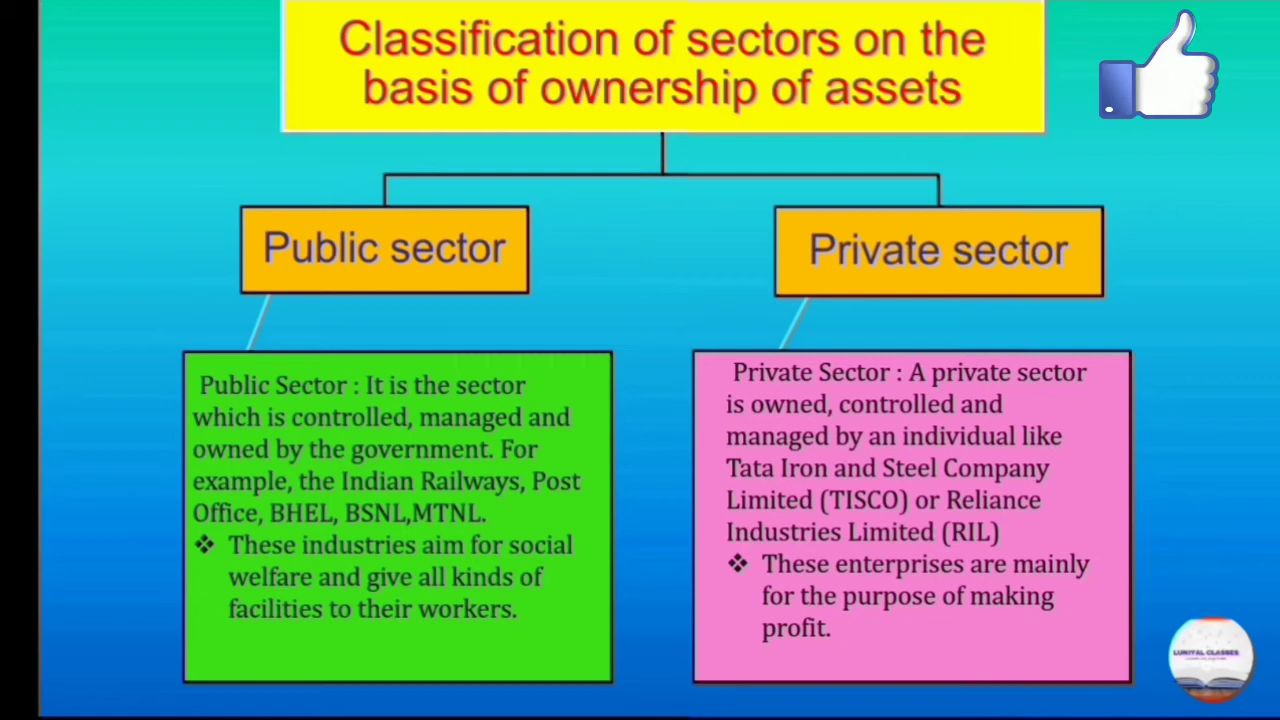 Classification of sectors on the
basis of ownership of assets
Public sector
Private sector
Public Sector : It is the sector
which is controlled, managed and
owned by the government. For
example, the Indian Railways, Post
Office, BHEL, BSNL,MTNL.
❖ These industries aim for social
welfare and give all kinds of
facilities to their workers.
Private Sector : A private sector
is owned, controlled and
managed by an individual like
Tata Iron and Steel Company
Limited (TISCO) or Reliance
Industries Limited (RIL)
❖ These enterprises are mainly
for the purpose of making
profit.
LUNIYAL CLASSES